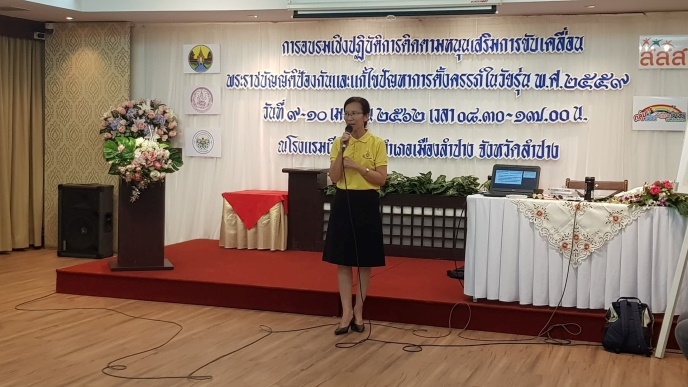 การอบรมเชิงปฏิบัติการติดตามหนุนเสริมการขับเคลื่อน
พระราชบัญญัติป้องกันและแก้ไขปัญหาการตั้งครรภ์ในวัยรุ่น พ.ศ.๒๕๕๙
วันที่ ๙-๑๐ เม ๒๕๖๒ เวลา ๐๘.๓๐-๑๗.๐๐ น.
ณ โรงแรม อำเภอเมืองลำปาง จังหวัดลำปาง
สสส